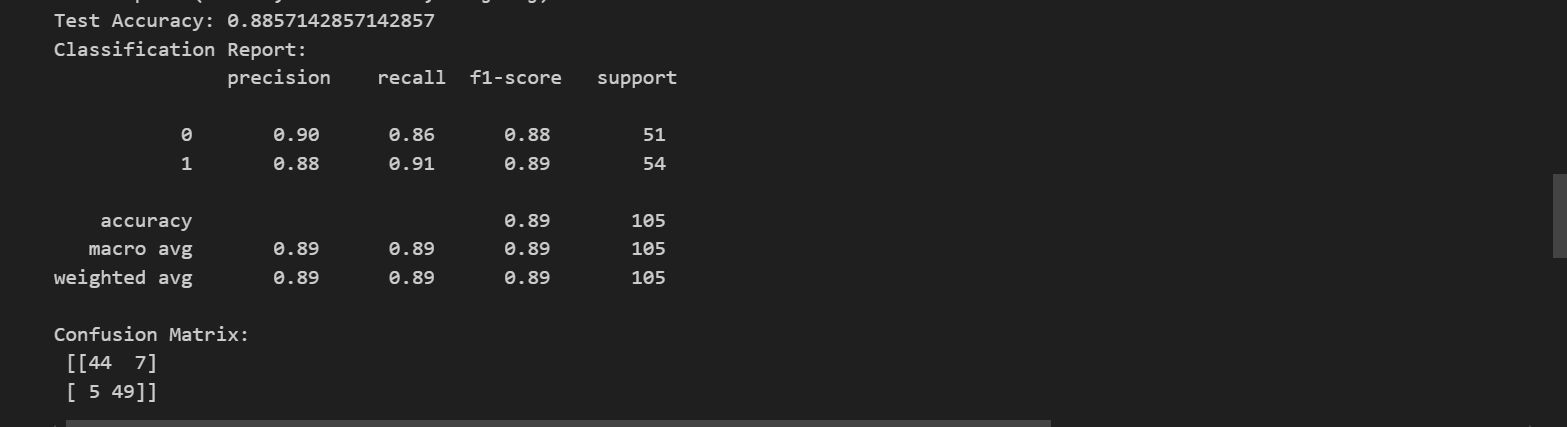 Test Accuracy: 0.8857142857142857
Classification Report:
precision recall f1-score support
0 0.90 0.86 0.88 51
1 0.88 0.91 0.89 54
accuracy 0.89 105
macro avg 0.89 0.89 0.89 105
weighted avg 0.89 0.89 0.89 105
Confusion Matrix:
[[44 7]
[ 5 49]]